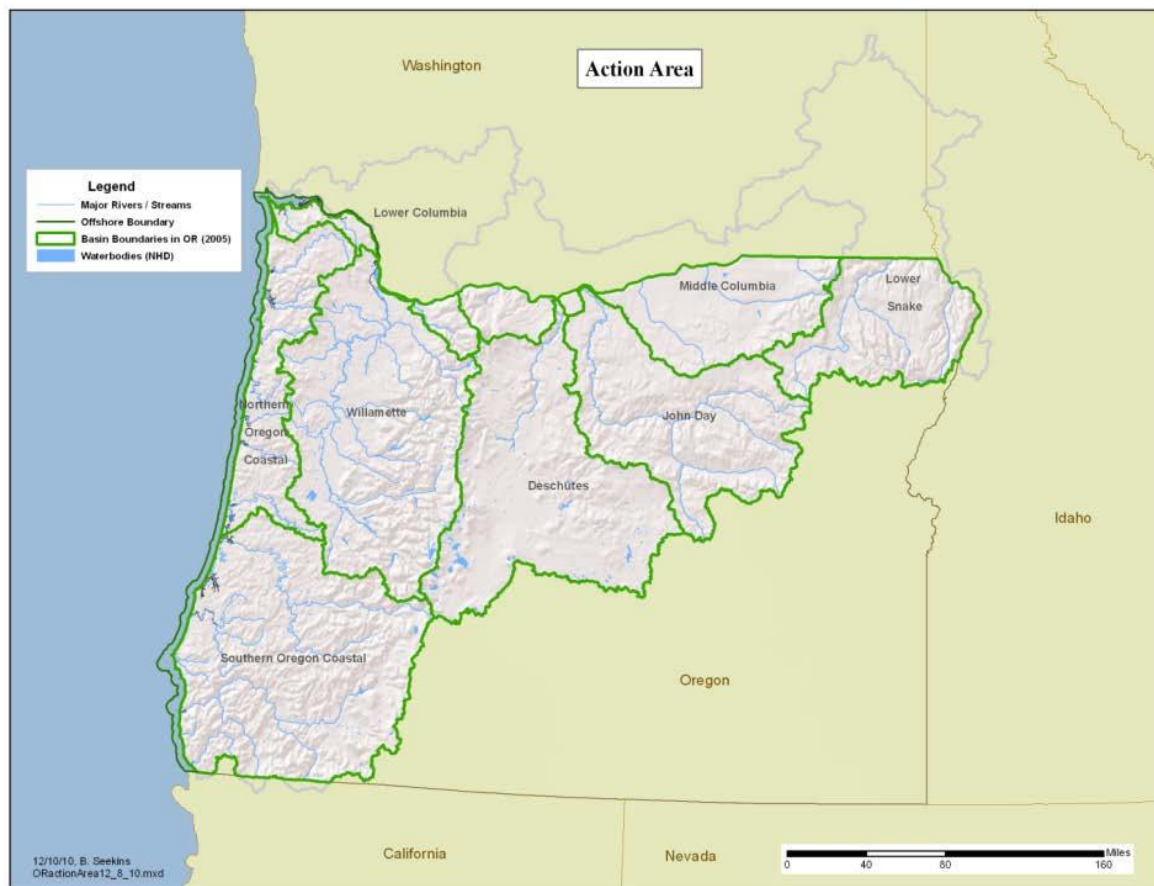 Action Area
Washington
Legend
Major Rivers / Streams
Offshore Boundary
Basin Boundaries in OR (2005)
Waterbodies (NHD)
Lower Columbia
Middle Columbia
Lower
Snake
Northern
Oregon
Coastal
Willamette
John Day
Deschutes
Idaho
Southern Oregon Coastal
Oregon
California
Nevada
12/10/10, B. Seekins
ORactionArea12_8_10.mxd
Miles
0 40 80 160